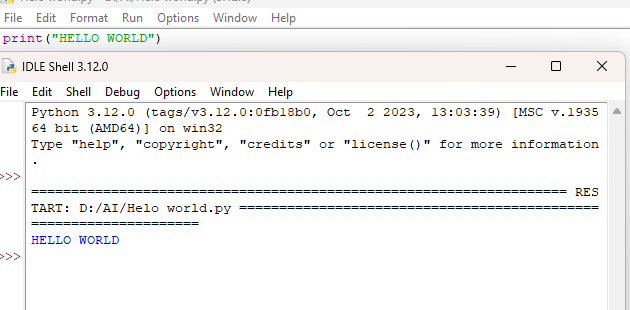 File Edit Format Run Options Window Help
print("HELLO WORLD")
IDLE Shell 3.12.0
File Edit Shell Debug Options Window Help
Python 3.12.0 (tags/v3.12.0:0fb18b0, Oct  2 2023, 13:03:39) [MSC v.1935
64 bit (AMD64)] on win32
Type "help", "copyright", "credits" or "license()" for more information
.
>>>
=================================================================== RES
TART: D:/AI/Helo world.py =============================================
=====================
HELLO WORLD
>>>